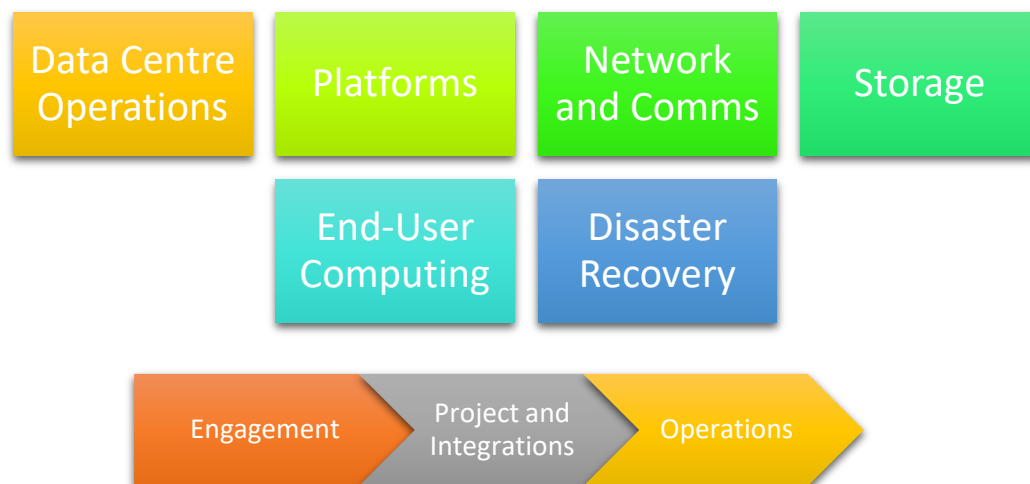 Data Centre
Operations
Platforms
Network
and Comms
Storage
End-User
Computing
Disaster
Recovery
Engagement
Project and
Integrations
Operations